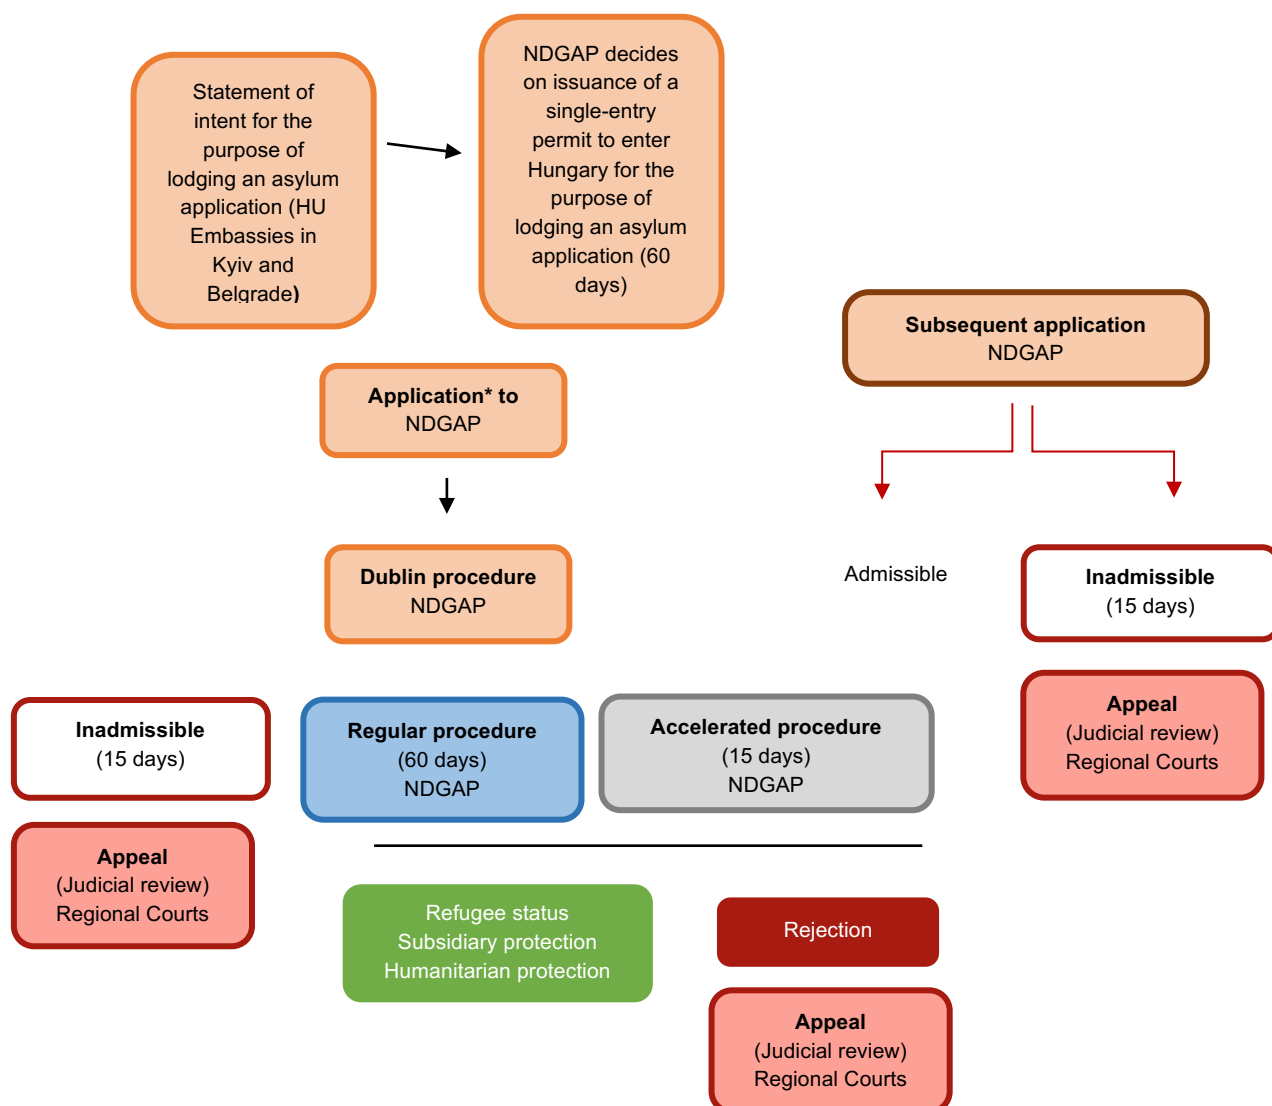 Statement of
intent for the
purpose of
lodging an asylum
application (HU
Embassies in
Kyiv and
Belgrade)
NDGAP decides
on issuance of a
single-entry
permit to enter
Hungary for the
purpose of
lodging an asylum
application (60
days)
Subsequent application
NDGAP
Application* to
NDGAP
Dublin procedure
NDGAP
Admissible
Inadmissible
(15 days)
Inadmissible
(15 days)
Regular procedure
(60 days)
NDGAP
Accelerated procedure
(15 days)
NDGAP
Appeal
(Judicial review)
Regional Courts
Appeal
(Judicial review)
Regional Courts
Refugee status
Subsidiary protection
Humanitarian protection
Rejection
Appeal
(Judicial review)
Regional Courts